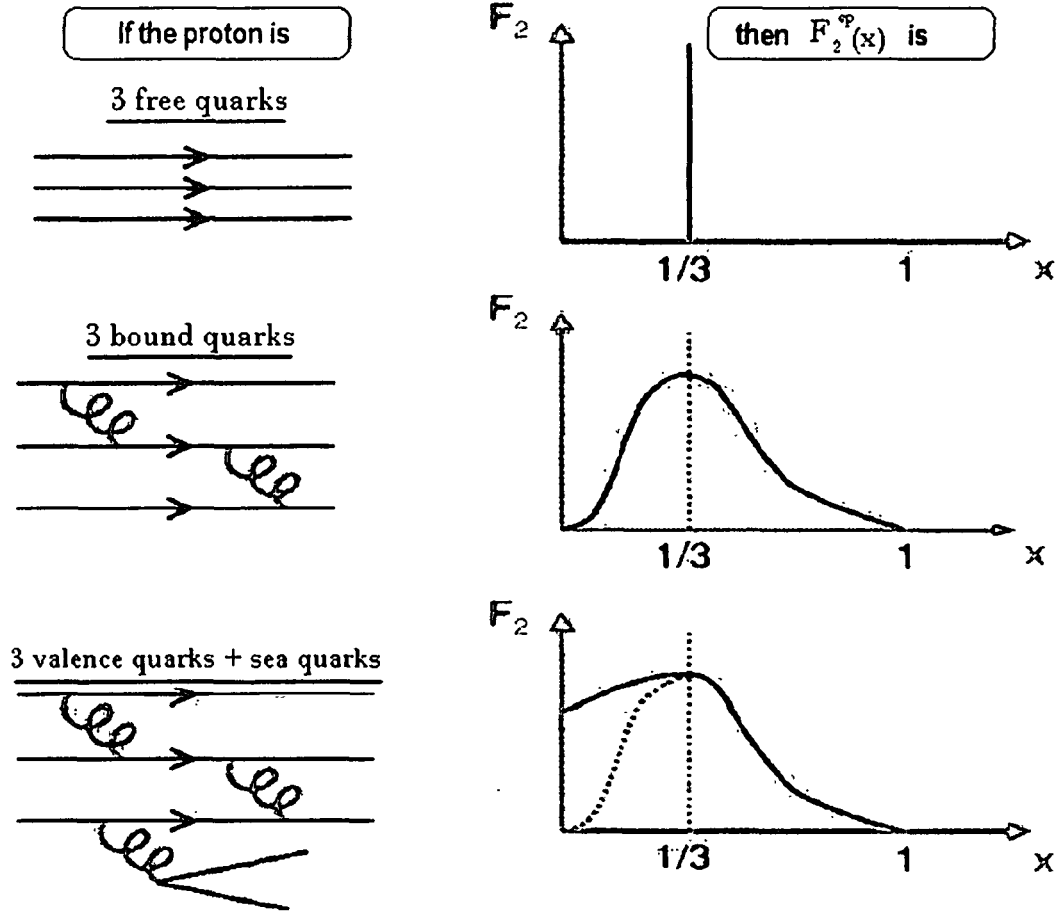 If the proton is
F₂
then F₂ᵉᵖ(x) is
3 free quarks
1/3
1
x
F₂
3 bound quarks
1/3
1
x
F₂
3 valence quarks + sea quarks
1/3
1
x